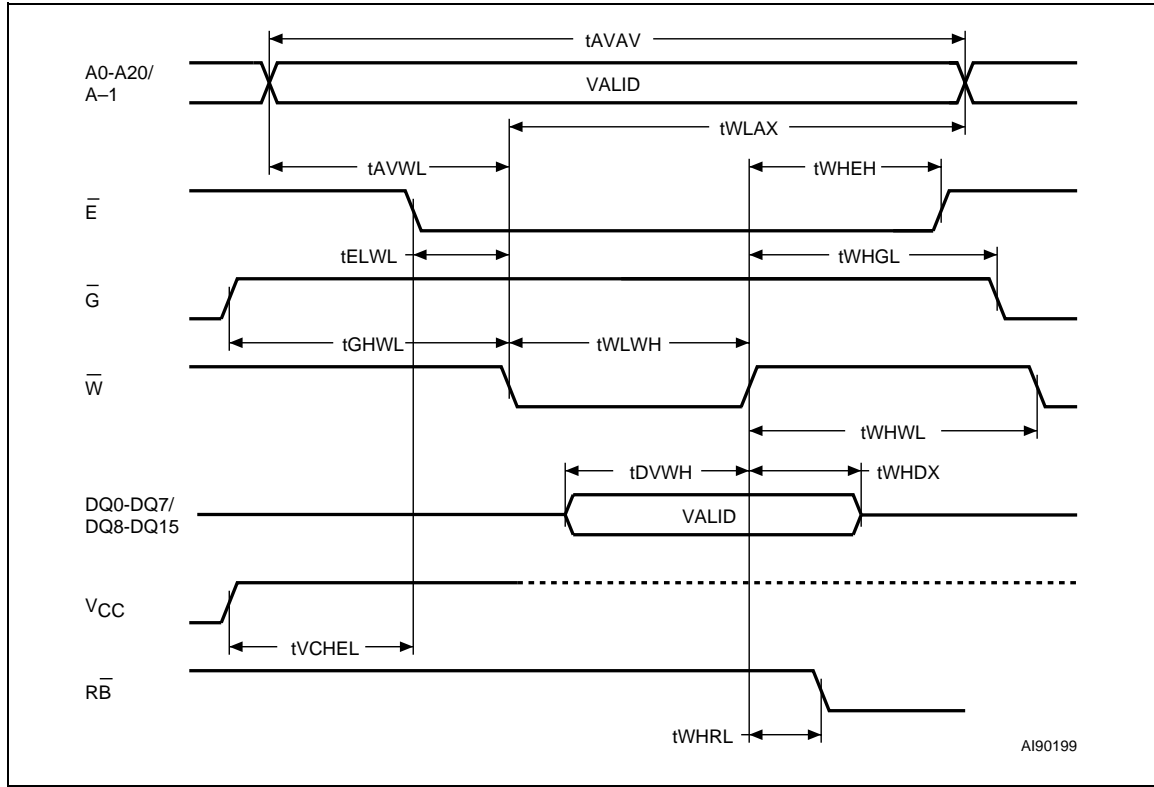 tAVAV
A0-A20/
A–1
VALID
tWLAX
tAVWL
tWHEH
E̅
tELWL
tWHGL
G̅
tGHWL
tWLWH
W̅
tWHWL
tDVWH
tWHDX
DQ0-DQ7/
DQ8-DQ15
VALID
VCC
tVCHEL
RB̅
tWHRL
AI90199